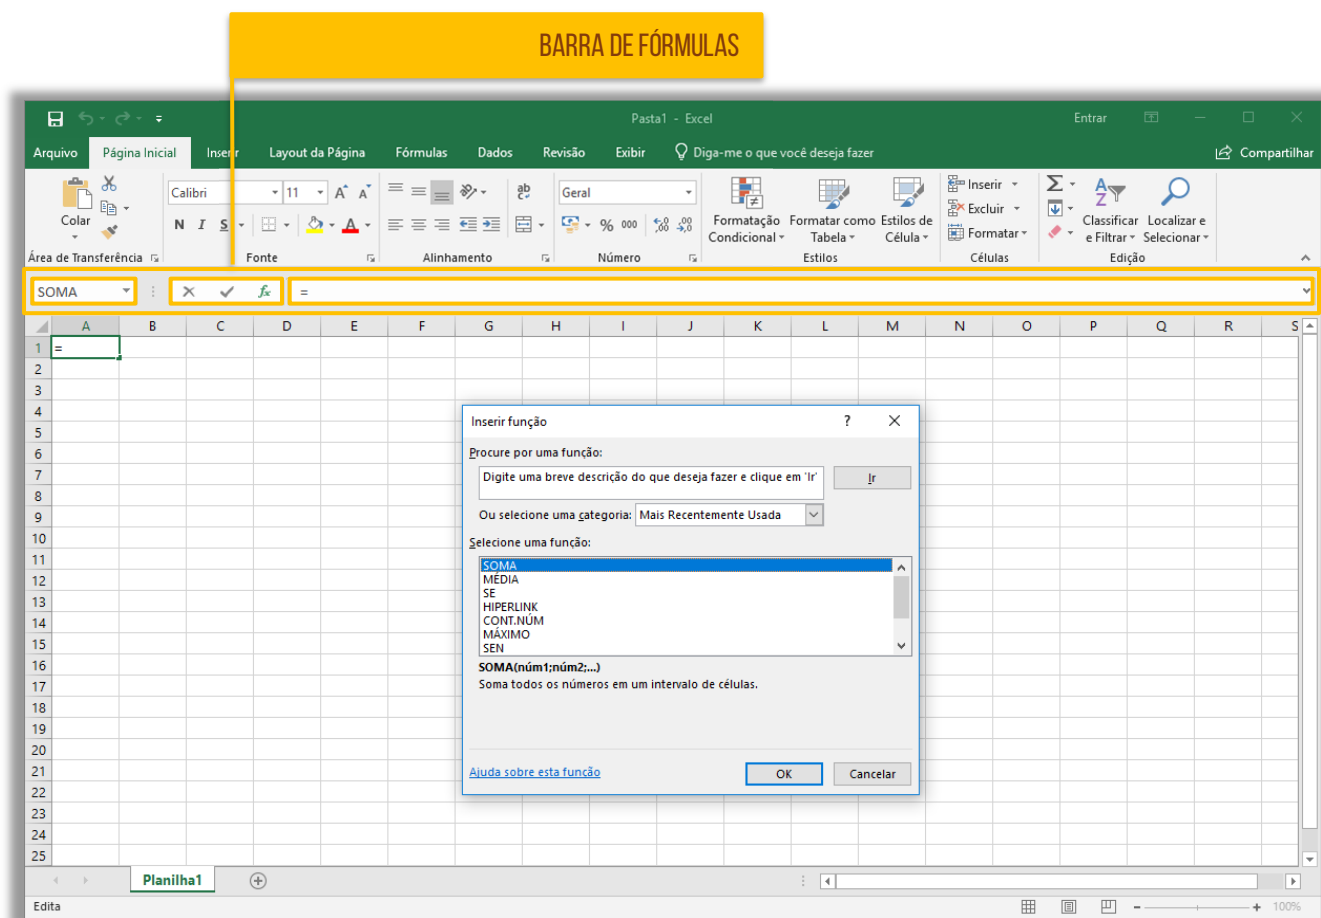 BARRA DE FÓRMULAS
Pasta1 - Excel
Entrar
Arquivo Página Inicial Inserir Layout da Página Fórmulas Dados Revisão Exibir Diga-me o que você deseja fazer Compartilhar
Colar
Calibri 11
N I S
A A
A
ab
c
Geral
% 000
,00
Formatação Condicional
Formatar como Tabela
Estilos de Célula
Inserir
Excluir
Formatar
Σ
Classificar e Filtrar
Localizar e Selecionar
Área de Transferência Fonte Alinhamento Número Estilos Células Edição
SOMA fx =
A B C D E F G H I J K L M N O P Q R S
1 =
2
3
4
5
6
7
8
9
10
11
12
13
14
15
16
17
18
19
20
21
22
23
24
25
Inserir função ?
Procure por uma função:
Digite uma breve descrição do que deseja fazer e clique em 'Ir'
Ir
Ou selecione uma categoria: Mais Recentemente Usada
Selecione uma função:
SOMA
MÉDIA
SE
HIPERLINK
CONT.NÚM
MÁXIMO
SEN
SOMA(núm1;núm2;...)
Soma todos os números em um intervalo de células.
Ajuda sobre esta função OK Cancelar
Planilha1
Edita 100%